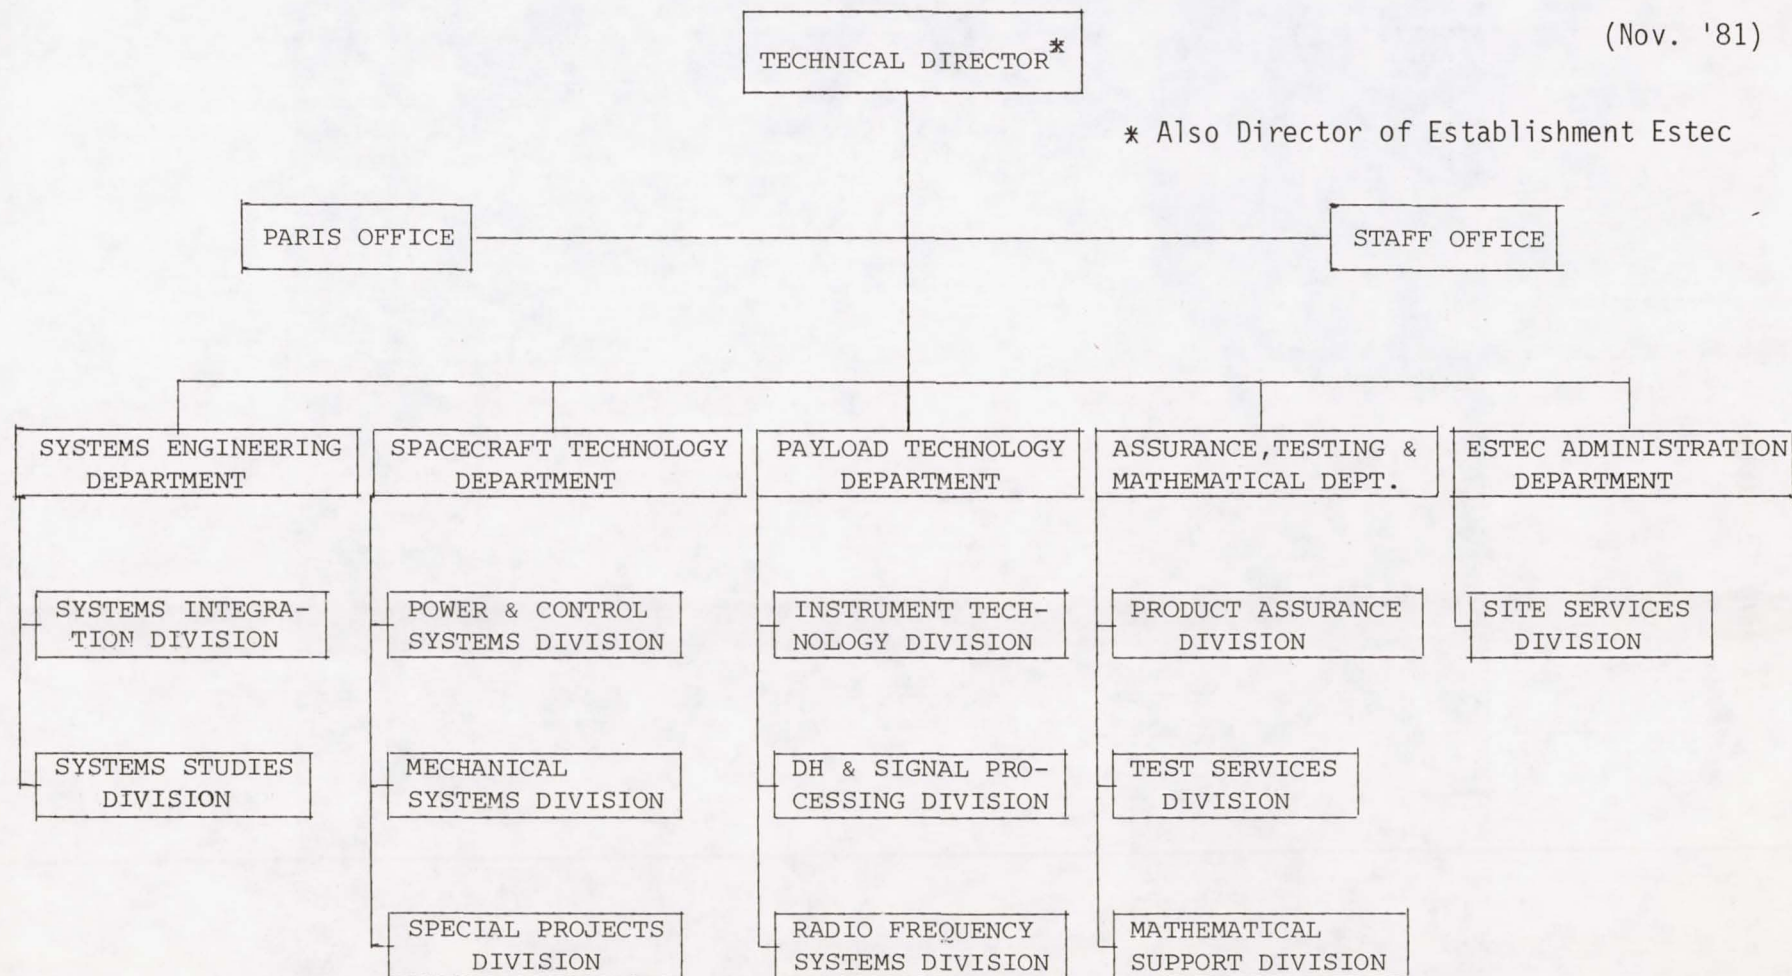 (Nov. '81)
TECHNICAL DIRECTOR*
* Also Director of Establishment Estec
PARIS OFFICE
STAFF OFFICE
SYSTEMS ENGINEERING
DEPARTMENT
SPACECRAFT TECHNOLOGY
DEPARTMENT
PAYLOAD TECHNOLOGY
DEPARTMENT
ASSURANCE,TESTING &
MATHEMATICAL DEPT.
ESTEC ADMINISTRATION
DEPARTMENT
SYSTEMS INTEGRA-
TION DIVISION
POWER & CONTROL
SYSTEMS DIVISION
INSTRUMENT TECH-
NOLOGY DIVISION
PRODUCT ASSURANCE
DIVISION
SITE SERVICES
DIVISION
SYSTEMS STUDIES
DIVISION
MECHANICAL
SYSTEMS DIVISION
DH & SIGNAL PRO-
CESSING DIVISION
TEST SERVICES
DIVISION
SPECIAL PROJECTS
DIVISION
RADIO FREQUENCY
SYSTEMS DIVISION
MATHEMATICAL
SUPPORT DIVISION